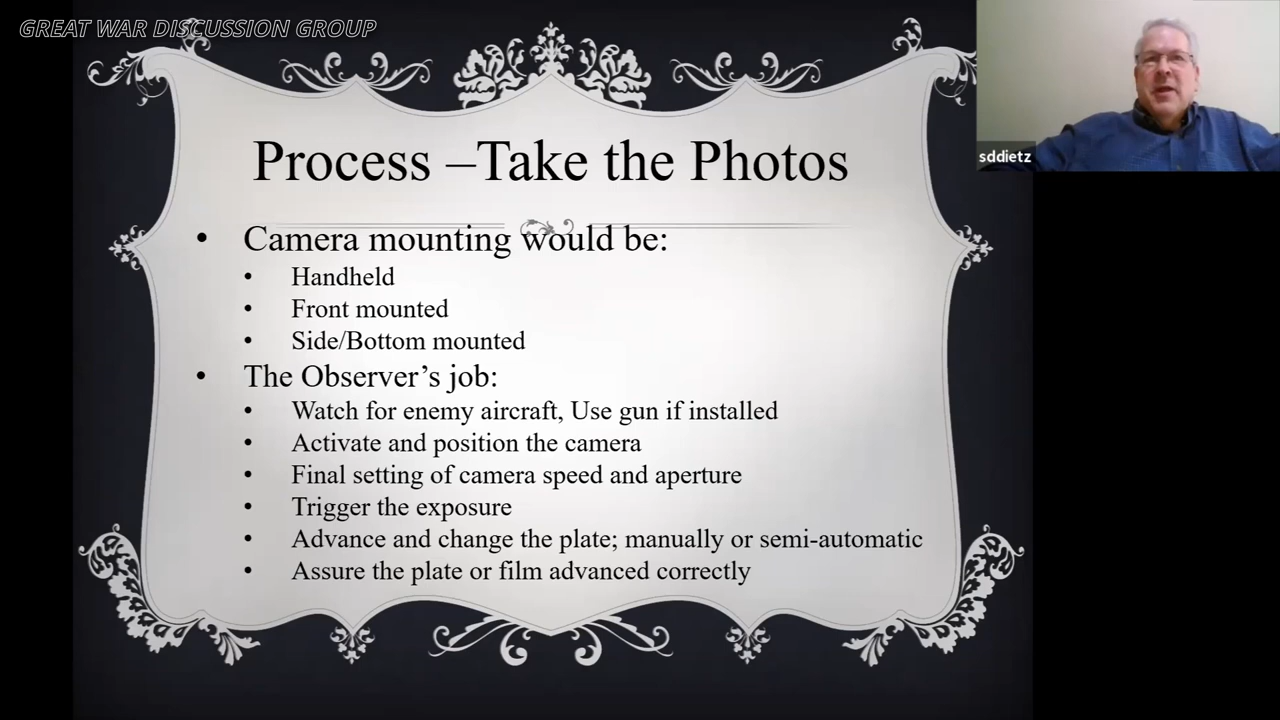 GREAT WAR DISCUSSION GROUP
sddietz
Process –Take the Photos
• Camera mounting would be:
• Handheld
• Front mounted
• Side/Bottom mounted
• The Observer’s job:
• Watch for enemy aircraft, Use gun if installed
• Activate and position the camera
• Final setting of camera speed and aperture
• Trigger the exposure
• Advance and change the plate; manually or semi-automatic
• Assure the plate or film advanced correctly